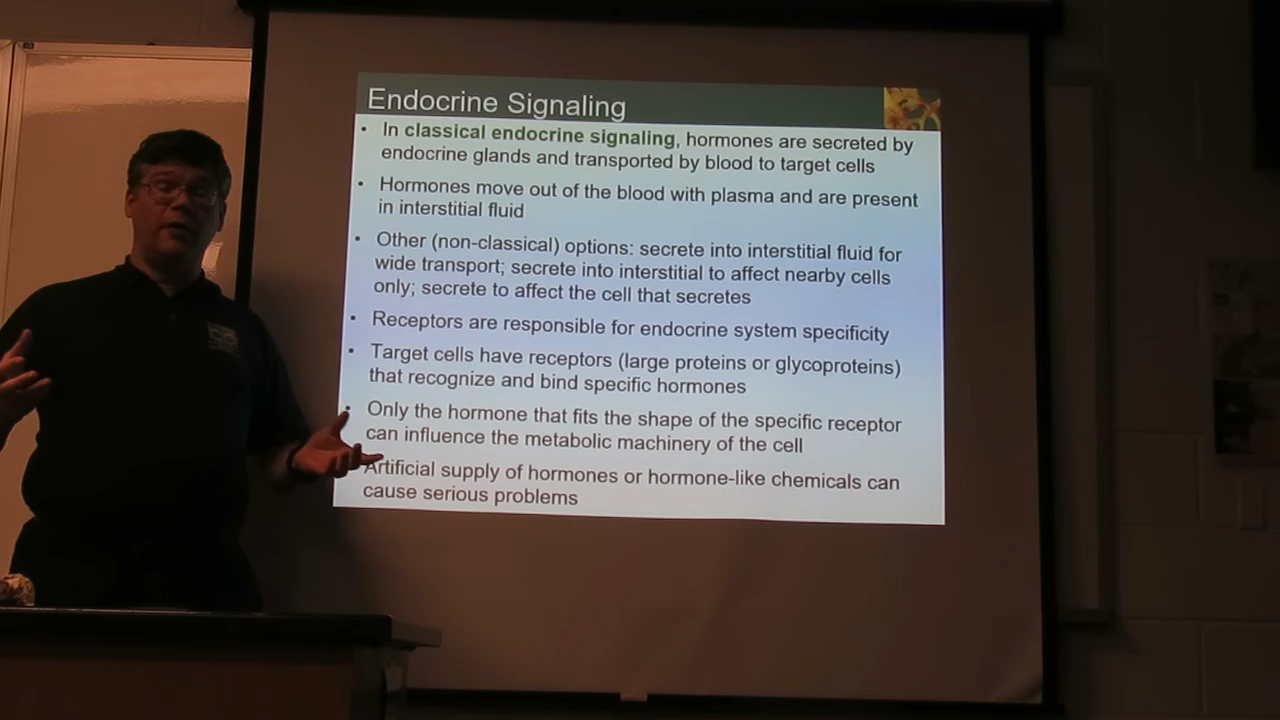 Endocrine Signaling
• In classical endocrine signaling, hormones are secreted by
endocrine glands and transported by blood to target cells
• Hormones move out of the blood with plasma and are present
in interstitial fluid
• Other (non-classical) options: secrete into interstitial fluid for
wide transport; secrete into interstitial to affect nearby cells
only; secrete to affect the cell that secretes
• Receptors are responsible for endocrine system specificity
• Target cells have receptors (large proteins or glycoproteins)
that recognize and bind specific hormones
• Only the hormone that fits the shape of the specific receptor
can influence the metabolic machinery of the cell
Artificial supply of hormones or hormone-like chemicals can
cause serious problems